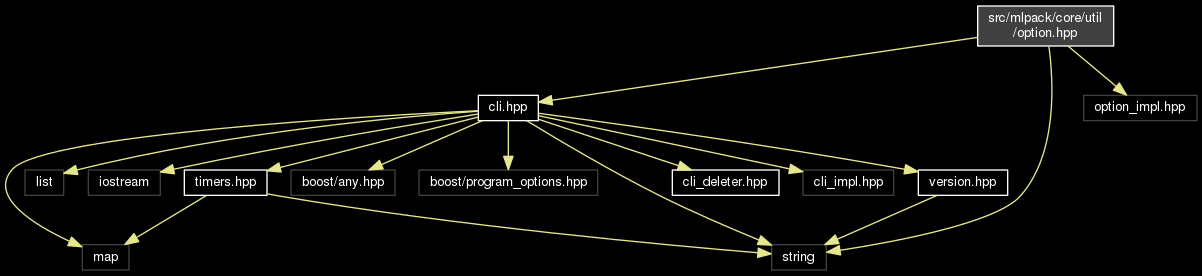 src/mlpack/core/util
/option.hpp
cli.hpp
option_impl.hpp
list
iostream
timers.hpp
boost/any.hpp
boost/program_options.hpp
cli_deleter.hpp
cli_impl.hpp
version.hpp
map
string